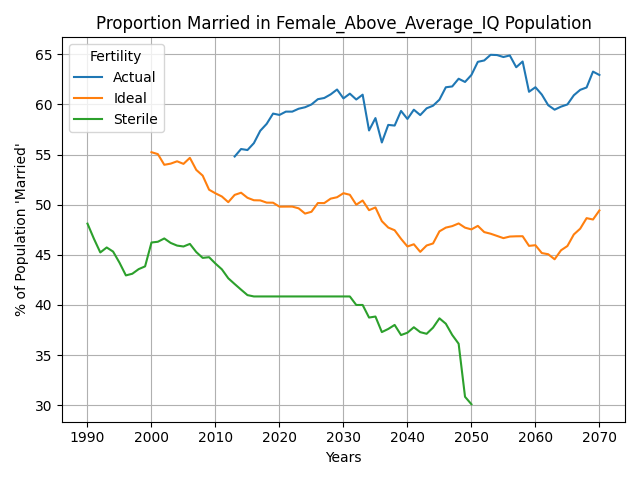 Proportion Married in Female_Above_Average_IQ Population
Fertility
Actual
Ideal
Sterile
% of Population 'Married'
65
60
55
50
45
40
35
30
1990 2000 2010 2020 2030 2040 2050 2060 2070
Years